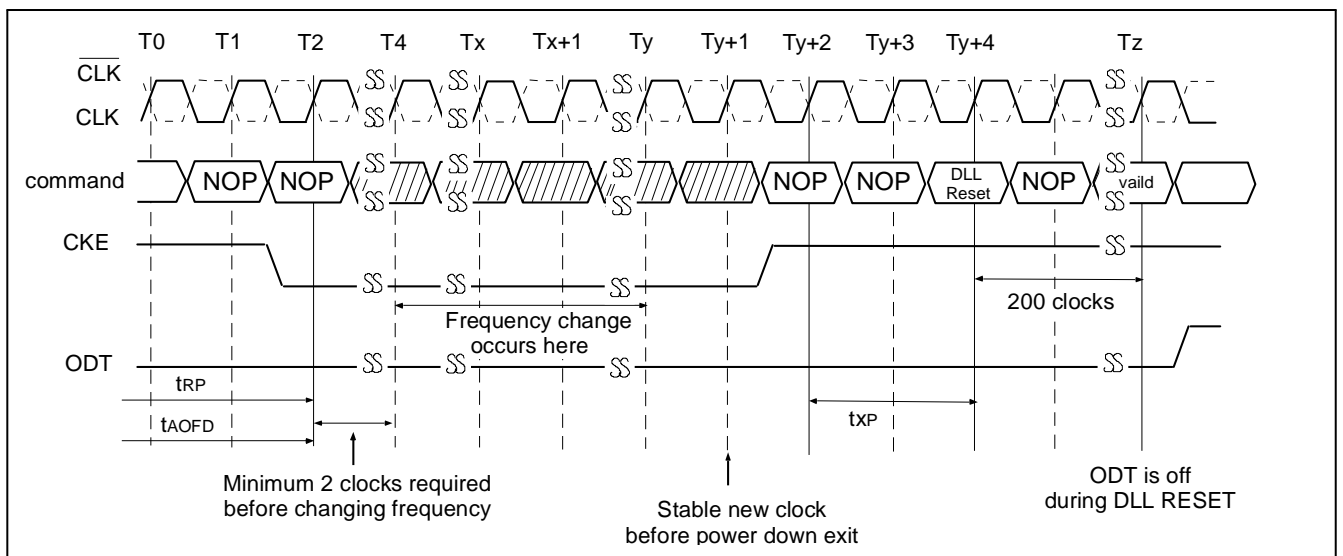 T0 T1 T2 T4 Tx Tx+1 Ty Ty+1 Ty+2 Ty+3 Ty+4 Tz
CLK
CLK
command NOP NOP NOP NOP DLL Reset NOP vaild
CKE
200 clocks
Frequency change
occurs here
ODT
tRP
tXP
tAOFD
Minimum 2 clocks required
before changing frequency
Stable new clock
before power down exit
ODT is off
during DLL RESET